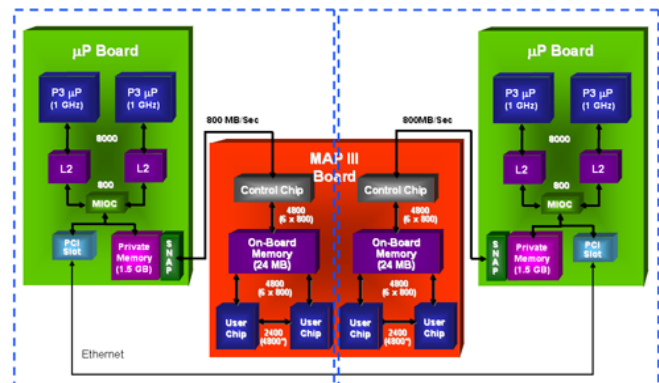 μP Board
P3 μP
(1 GHz)
P3 μP
(1 GHz)
8000
L2
L2
800
MIOC
PCI
Slot
Private
Memory
(1.5 GB)
SNAP
800 MB/Sec
MAP III
Board
Control Chip
4800
(6 x 800)
On-Board
Memory
(24 MB)
4800
(6 x 800)
User
Chip
2400
(4800*)
User
Chip
Control Chip
4800
(6 x 800)
On-Board
Memory
(24 MB)
4800
(6 x 800)
User
Chip
2400
(4800*)
User
Chip
800MB/Sec
μP Board
P3 μP
(1 GHz)
P3 μP
(1 GHz)
8000
L2
L2
800
MIOC
SNAP
Private
Memory
(1.5 GB)
PCI
Slot
Ethernet